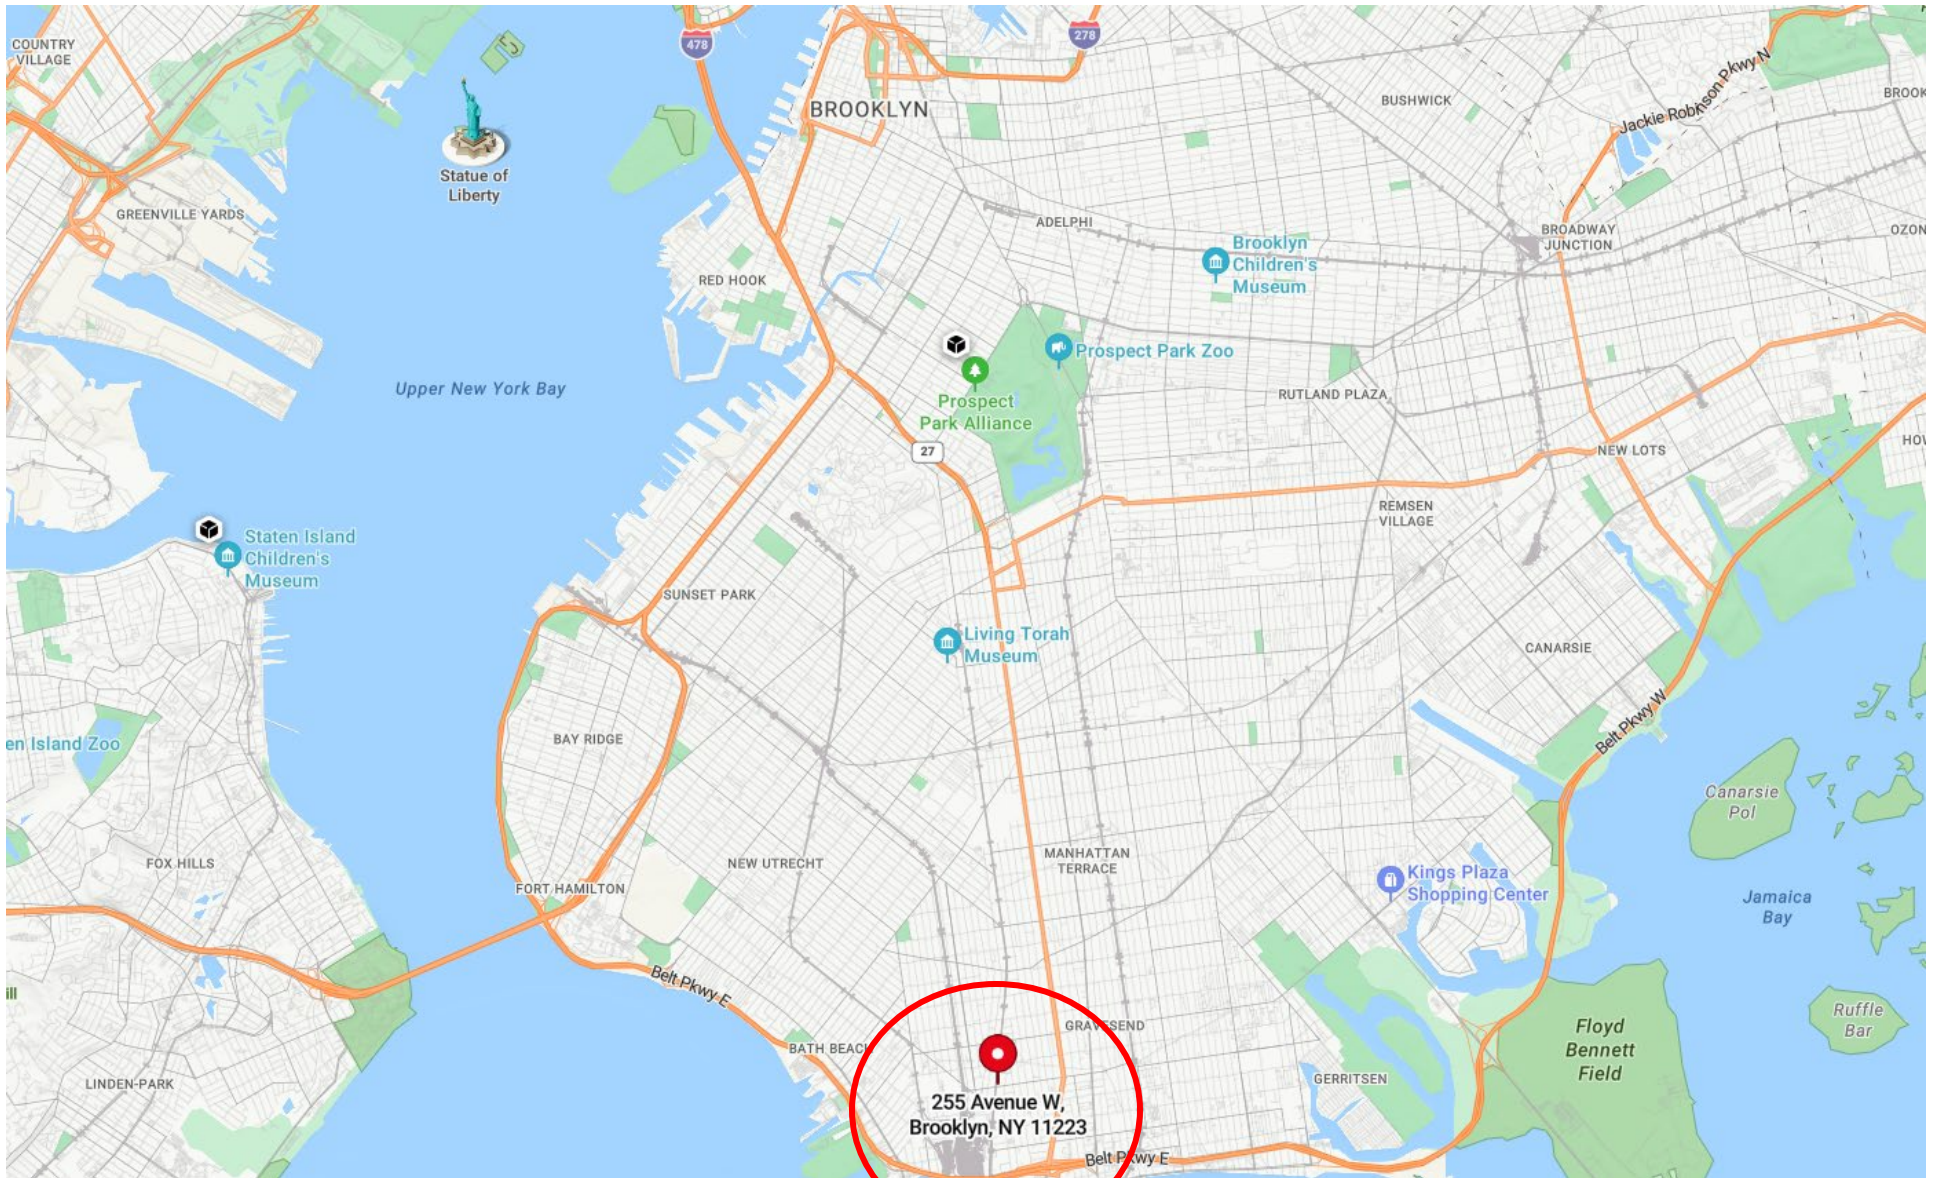 COUNTRY
VILLAGE
478
278
Jackie Robinson Pkwy N
BROOKLYN
BUSHWICK
BROOK
Statue of
Liberty
GREENVILLE YARDS
ADELPHI
BROADWAY
JUNCTION
OZON
Brooklyn
Children's
Museum
RED HOOK
Prospect Park Zoo
Upper New York Bay
Prospect
Park Alliance
RUTLAND PLAZA
27
NEW LOTS
HOV
REMSEN
VILLAGE
Staten Island
Children's
Museum
SUNSET PARK
Living Torah
Museum
CANARSIE
Belt Pkwy W
en Island Zoo
BAY RIDGE
Canarsie
Pol
FOX HILLS
NEW UTRECHT
MANHATTAN
TERRACE
FORT HAMILTON
Kings Plaza
Shopping Center
Jamaica
Bay
ill
Belt Pkwy E
Ruffle
Bar
GRAVESEND
Floyd
Bennett
Field
BATH BEACH
LINDEN-PARK
GERRITSEN
255 Avenue W,
Brooklyn, NY 11223
Belt Pkwy E